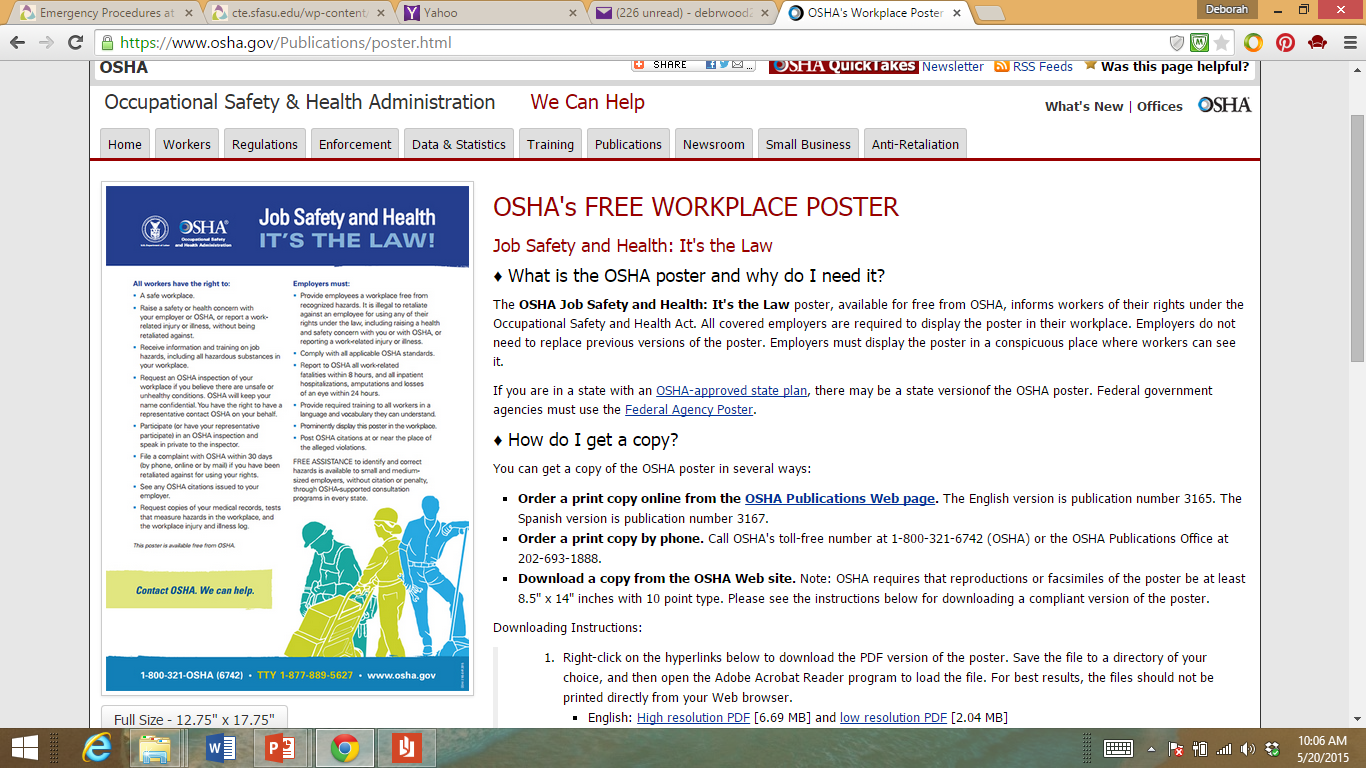 Emergency Procedures at
cte.sfasu.edu/wp-content/
Yahoo
(226 unread) - debrwood2
OSHA's Workplace Poster
Deborah
https://www.osha.gov/Publications/poster.html
OSHA
SHARE
OSHA QuickTakes Newsletter RSS Feeds Was this page helpful?
Occupational Safety & Health Administration We Can Help
What's New | Offices OSHA
Home Workers Regulations Enforcement Data & Statistics Training Publications Newsroom Small Business Anti-Retaliation
OSHA®
Occupational Safety
and Health Administration
Job Safety and Health
IT'S THE LAW!
All workers have the right to:
• A safe workplace.
• Raise a safety or health concern with
your employer or OSHA, or report a work-
related injury or illness, without being
retaliated against.
• Receive information and training on job
hazards, including all hazardous substances in
your workplace.
• Request an OSHA inspection of your
workplace if you believe there are unsafe or
unhealthy conditions. OSHA will keep your
name confidential. You have the right to have a
representative contact OSHA on your behalf.
• Participate (or have your representative
participate) in an OSHA inspection and
speak in private to the inspector.
• File a complaint with OSHA within 30 days
(by phone, online or by mail) if you have been
retaliated against for using your rights.
• See any OSHA citations issued to your
employer.
• Request copies of your medical records, tests
that measure hazards in the workplace, and
the workplace injury and illness log.
This poster is available free from OSHA.
Employers must:
• Provide employees a workplace free from
recognized hazards. It is illegal to retaliate
against an employee for using any of their
rights under the law, including raising a health
and safety concern with you or with OSHA, or
reporting a work-related injury or illness.
• Comply with all applicable OSHA standards.
• Report to OSHA all work-related
fatalities within 8 hours, and all inpatient
hospitalizations, amputations and losses
of an eye within 24 hours.
• Provide required training to all workers in a
language and vocabulary they can understand.
• Prominently display this poster in the workplace.
• Post OSHA citations at or near the place of
the alleged violations.
FREE ASSISTANCE to identify and correct
hazards is available to small and medium-
sized employers, without citation or penalty,
through OSHA-supported consultation
programs in every state.
Contact OSHA. We can help.
1-800-321-OSHA (6742) • TTY 1-877-889-5627 • www.osha.gov
Full Size - 12.75" x 17.75"
OSHA's FREE WORKPLACE POSTER
Job Safety and Health: It's the Law
♦ What is the OSHA poster and why do I need it?
The OSHA Job Safety and Health: It's the Law poster, available for free from OSHA, informs workers of their rights under the
Occupational Safety and Health Act. All covered employers are required to display the poster in their workplace. Employers do not
need to replace previous versions of the poster. Employers must display the poster in a conspicuous place where workers can see
it.
If you are in a state with an OSHA-approved state plan, there may be a state versionof the OSHA poster. Federal government
agencies must use the Federal Agency Poster.
♦ How do I get a copy?
You can get a copy of the OSHA poster in several ways:
▪ Order a print copy online from the OSHA Publications Web page. The English version is publication number 3165. The
Spanish version is publication number 3167.
▪ Order a print copy by phone. Call OSHA's toll-free number at 1-800-321-6742 (OSHA) or the OSHA Publications Office at
202-693-1888.
▪ Download a copy from the OSHA Web site. Note: OSHA requires that reproductions or facsimiles of the poster be at least
8.5" x 14" inches with 10 point type. Please see the instructions below for downloading a compliant version of the poster.
Downloading Instructions:
1. Right-click on the hyperlinks below to download the PDF version of the poster. Save the file to a directory of your
choice, and then open the Adobe Acrobat Reader program to load the file. For best results, the files should not be
printed directly from your Web browser.
▪ English: High resolution PDF [6.69 MB] and low resolution PDF [2.04 MB]
10:06 AM
5/20/2015